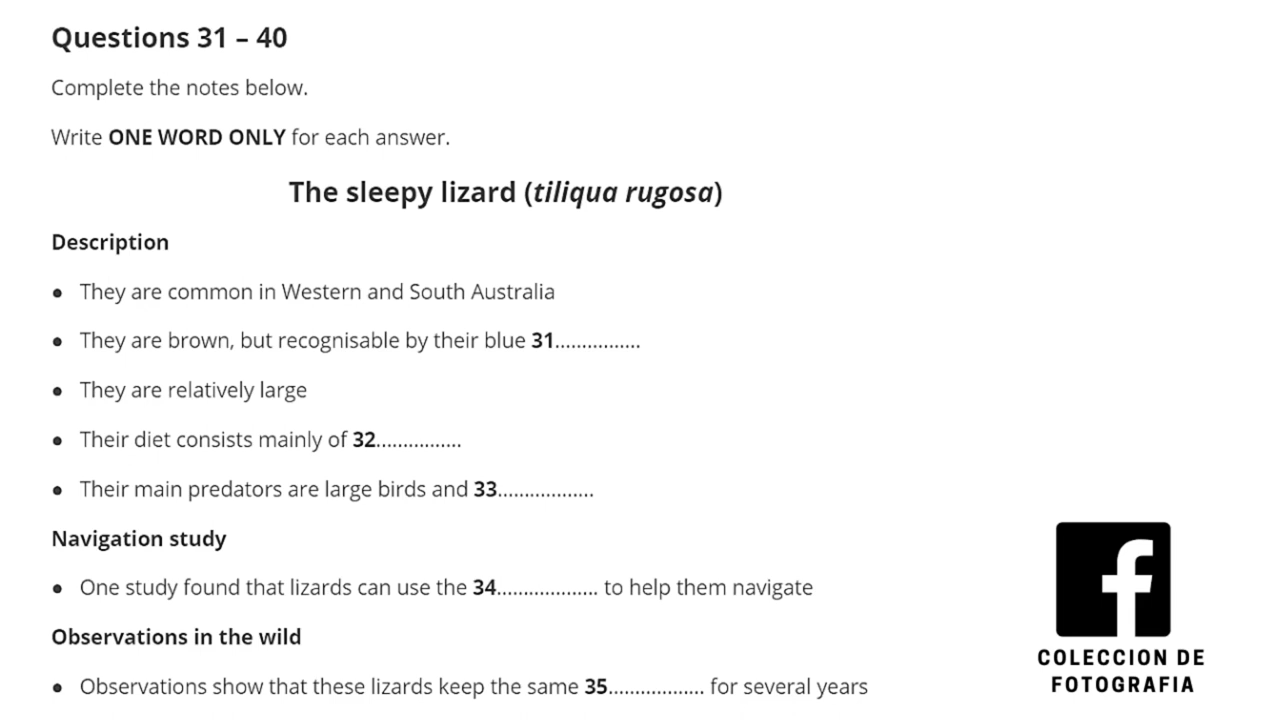 Questions 31 – 40
Complete the notes below.
Write ONE WORD ONLY for each answer.
The sleepy lizard (tiliqua rugosa)
Description
● They are common in Western and South Australia
● They are brown, but recognisable by their blue 31................
● They are relatively large
● Their diet consists mainly of 32................
● Their main predators are large birds and 33..................
Navigation study
● One study found that lizards can use the 34................... to help them navigate
Observations in the wild
● Observations show that these lizards keep the same 35.................. for several years
f
COLECCION DE
FOTOGRAFIA